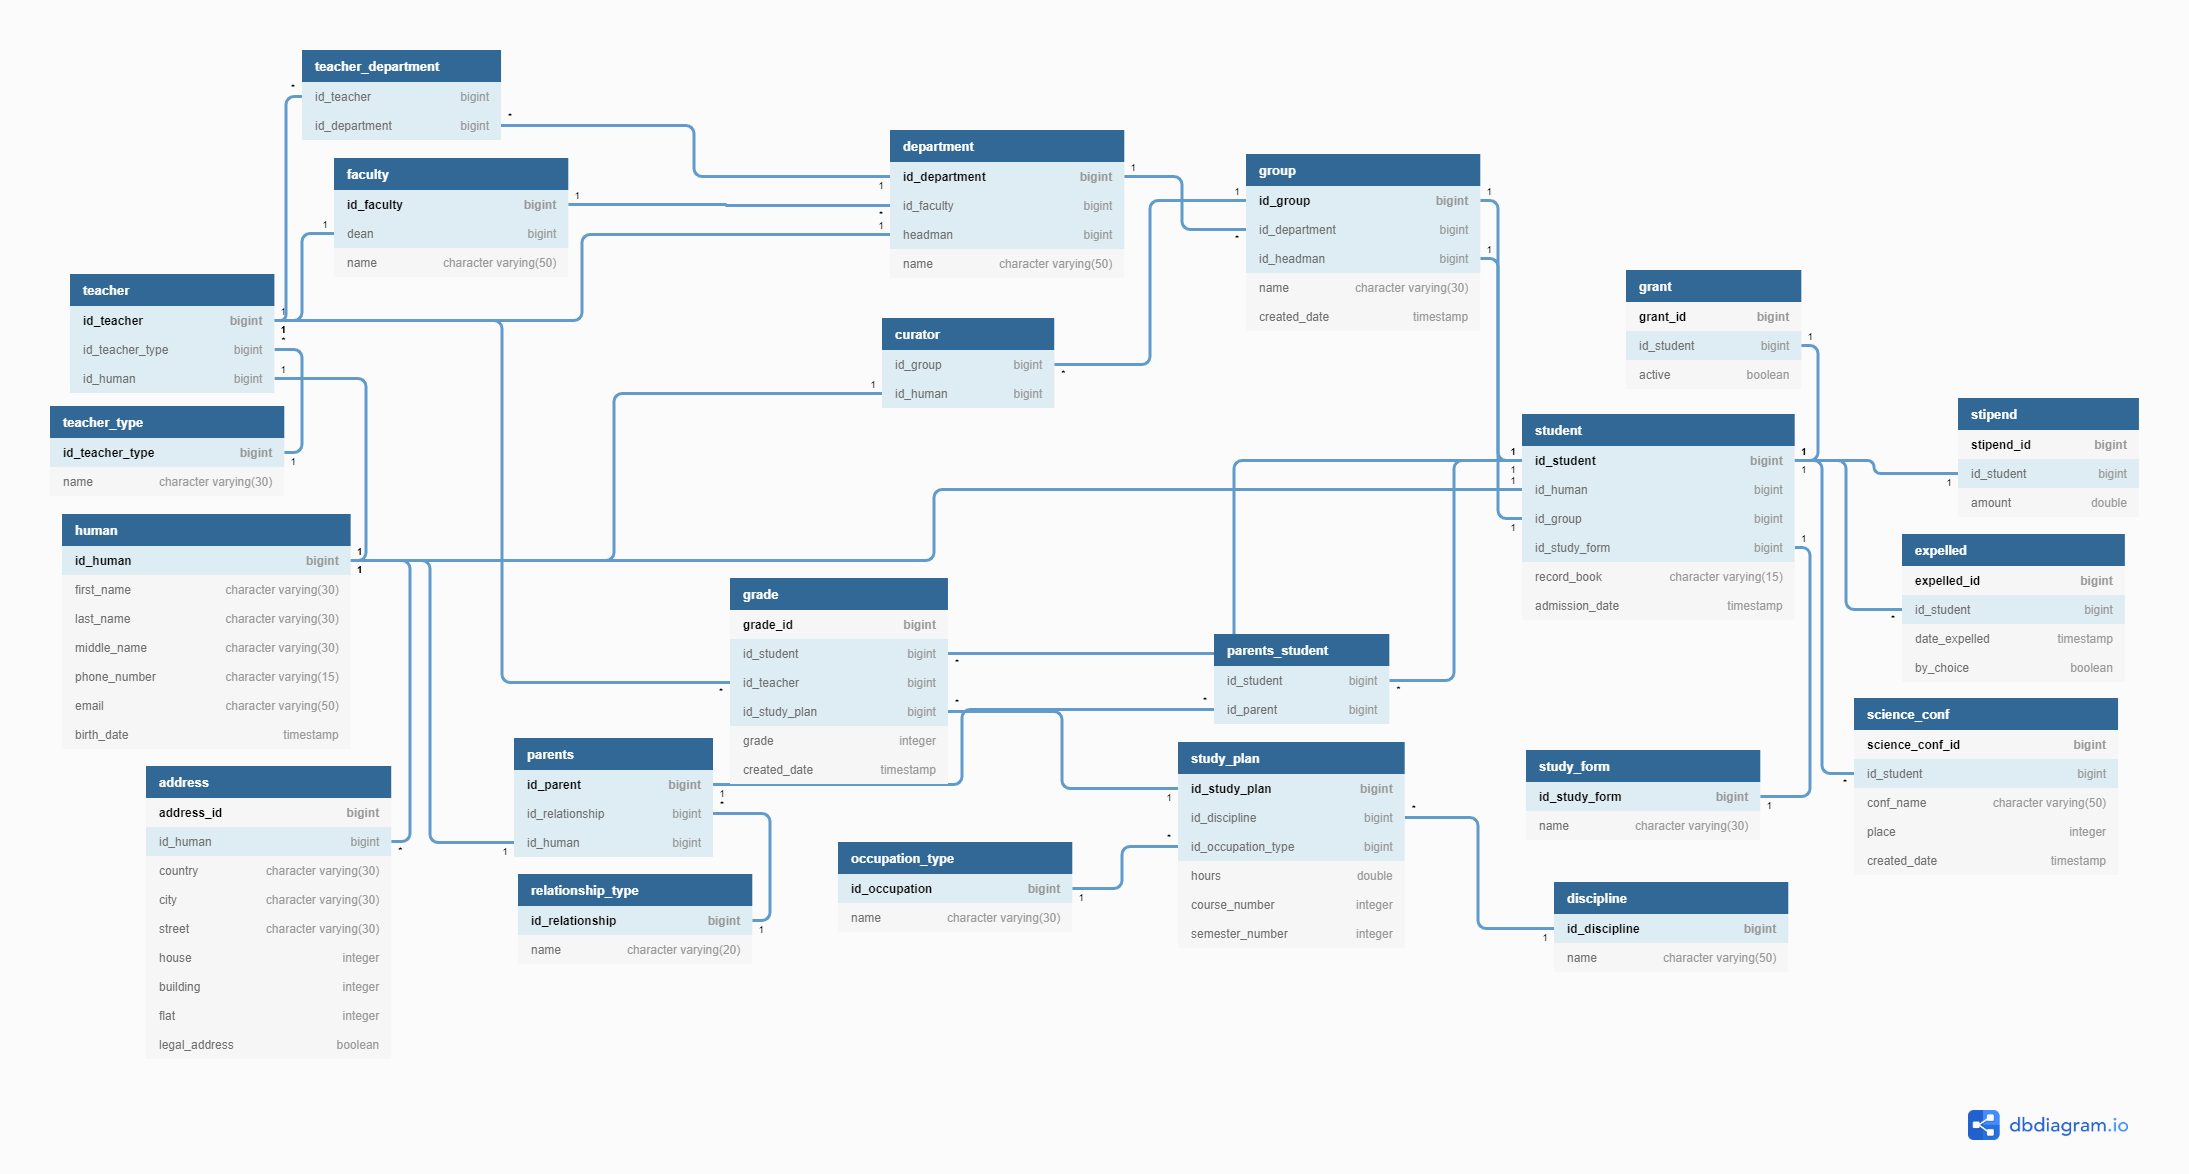 teacher_department
id_teacher bigint
id_department bigint
faculty
id_faculty bigint
dean bigint
name character varying(50)
department
id_department bigint
id_faculty bigint
headman bigint
name character varying(50)
group
id_group bigint
id_department bigint
id_headman bigint
name character varying(30)
created_date timestamp
teacher
id_teacher bigint
id_teacher_type bigint
id_human bigint
curator
id_group bigint
id_human bigint
grant
grant_id bigint
id_student bigint
active boolean
teacher_type
id_teacher_type bigint
name character varying(30)
student
id_student bigint
id_human bigint
id_group bigint
id_study_form bigint
record_book character varying(15)
admission_date timestamp
stipend
stipend_id bigint
id_student bigint
amount double
human
id_human bigint
first_name character varying(30)
last_name character varying(30)
middle_name character varying(30)
phone_number character varying(15)
email character varying(50)
birth_date timestamp
expelled
expelled_id bigint
id_student bigint
date_expelled timestamp
by_choice boolean
grade
grade_id bigint
id_student bigint
id_teacher bigint
id_study_plan bigint
grade integer
created_date timestamp
parents_student
id_student bigint
id_parent bigint
science_conf
science_conf_id bigint
id_student bigint
conf_name character varying(50)
place integer
created_date timestamp
parents
id_parent bigint
id_relationship bigint
id_human bigint
study_plan
id_study_plan bigint
id_discipline bigint
id_occupation_type bigint
hours double
course_number integer
semester_number integer
study_form
id_study_form bigint
name character varying(30)
address
address_id bigint
id_human bigint
country character varying(30)
city character varying(30)
street character varying(30)
house integer
building integer
flat integer
legal_address boolean
occupation_type
id_occupation bigint
name character varying(30)
relationship_type
id_relationship bigint
name character varying(20)
discipline
id_discipline bigint
name character varying(50)
dbdiagram.io